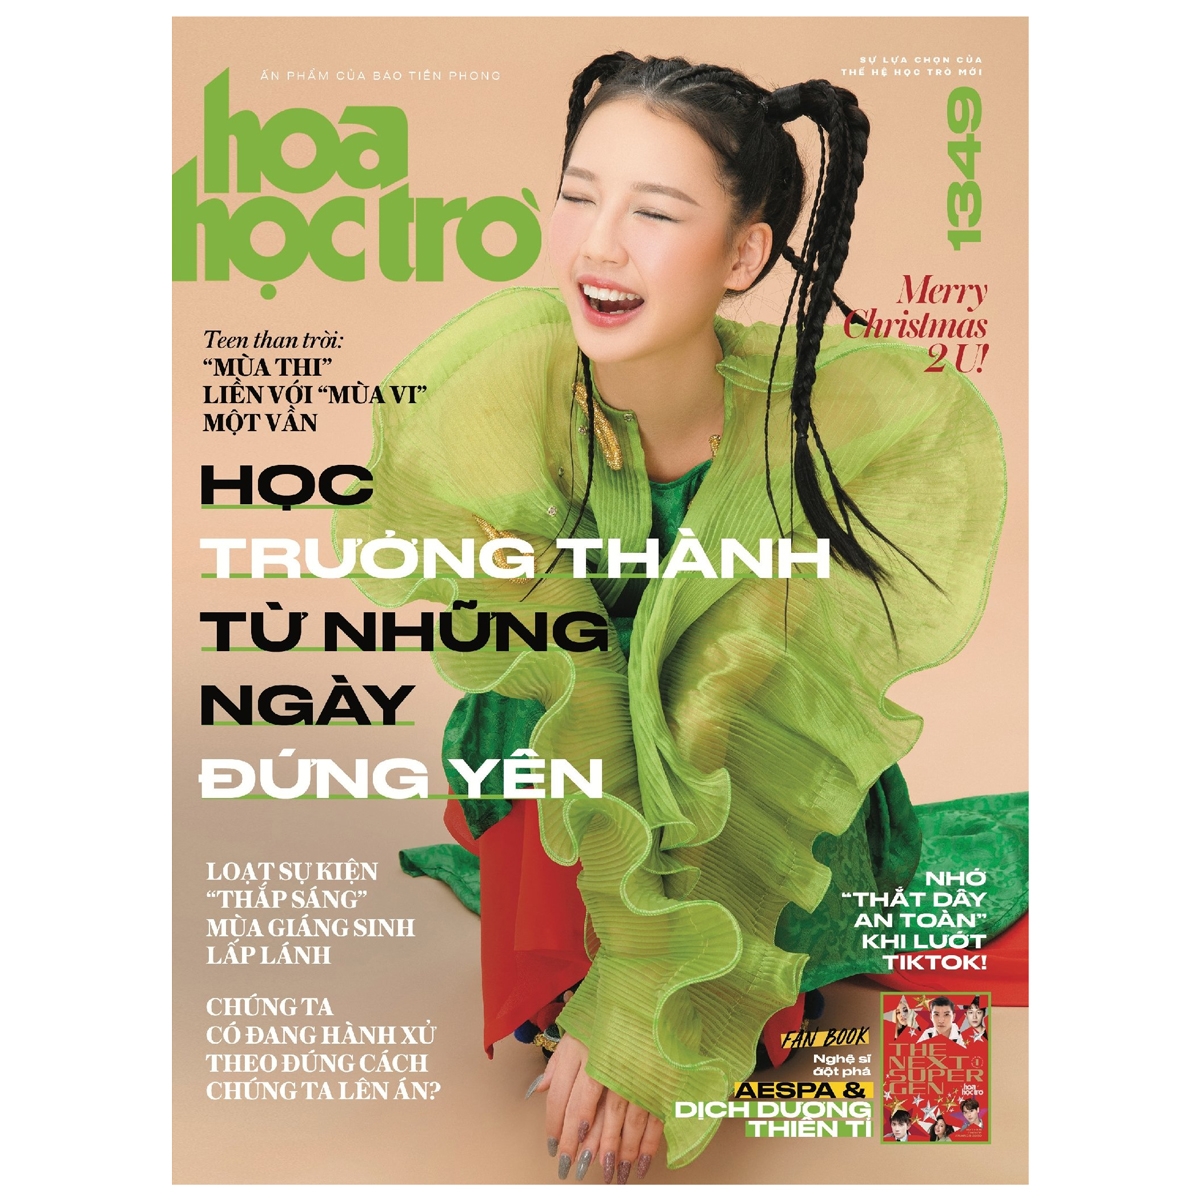 ẤN PHẨM CỦA BÁO TIỀN PHONG
SỰ LỰA CHỌN CỦA
THẾ HỆ HỌC TRÒ MỚI
hoa
học trò
1349
Merry
Christmas
2 U!
Teen than trời:
“MÙA THI”
LIỀN VỚI “MÙA VI”
MỘT VẦN
HỌC
TRƯỞNG THÀNH
TỪ NHỮNG
NGÀY
ĐỨNG YÊN
LOẠT SỰ KIỆN
“THẮP SÁNG”
MÙA GIÁNG SINH
LẤP LÁNH
CHÚNG TA
CÓ ĐANG HÀNH XỬ
THEO ĐÚNG CÁCH
CHÚNG TA LÊN ÁN?
NHỚ
“THẮT DÂY
AN TOÀN”
KHI LƯỚT
TIKTOK!
FAN BOOK
Nghệ sĩ
đột phá
AESPA &
DỊCH DƯƠNG
THIÊN TỈ
THE
NEXT
SUPER
GEN
hoa
học trò